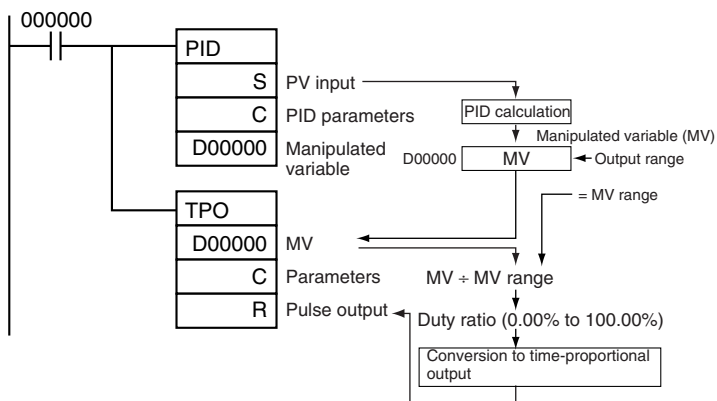 000000
PID
S PV input
C PID parameters
D00000 Manipulated
variable
PID calculation
Manipulated variable (MV)
D00000 MV Output range
= MV range
TPO
D00000 MV
C Parameters
R Pulse output
MV ÷ MV range
Duty ratio (0.00% to 100.00%)
Conversion to time-proportional
output